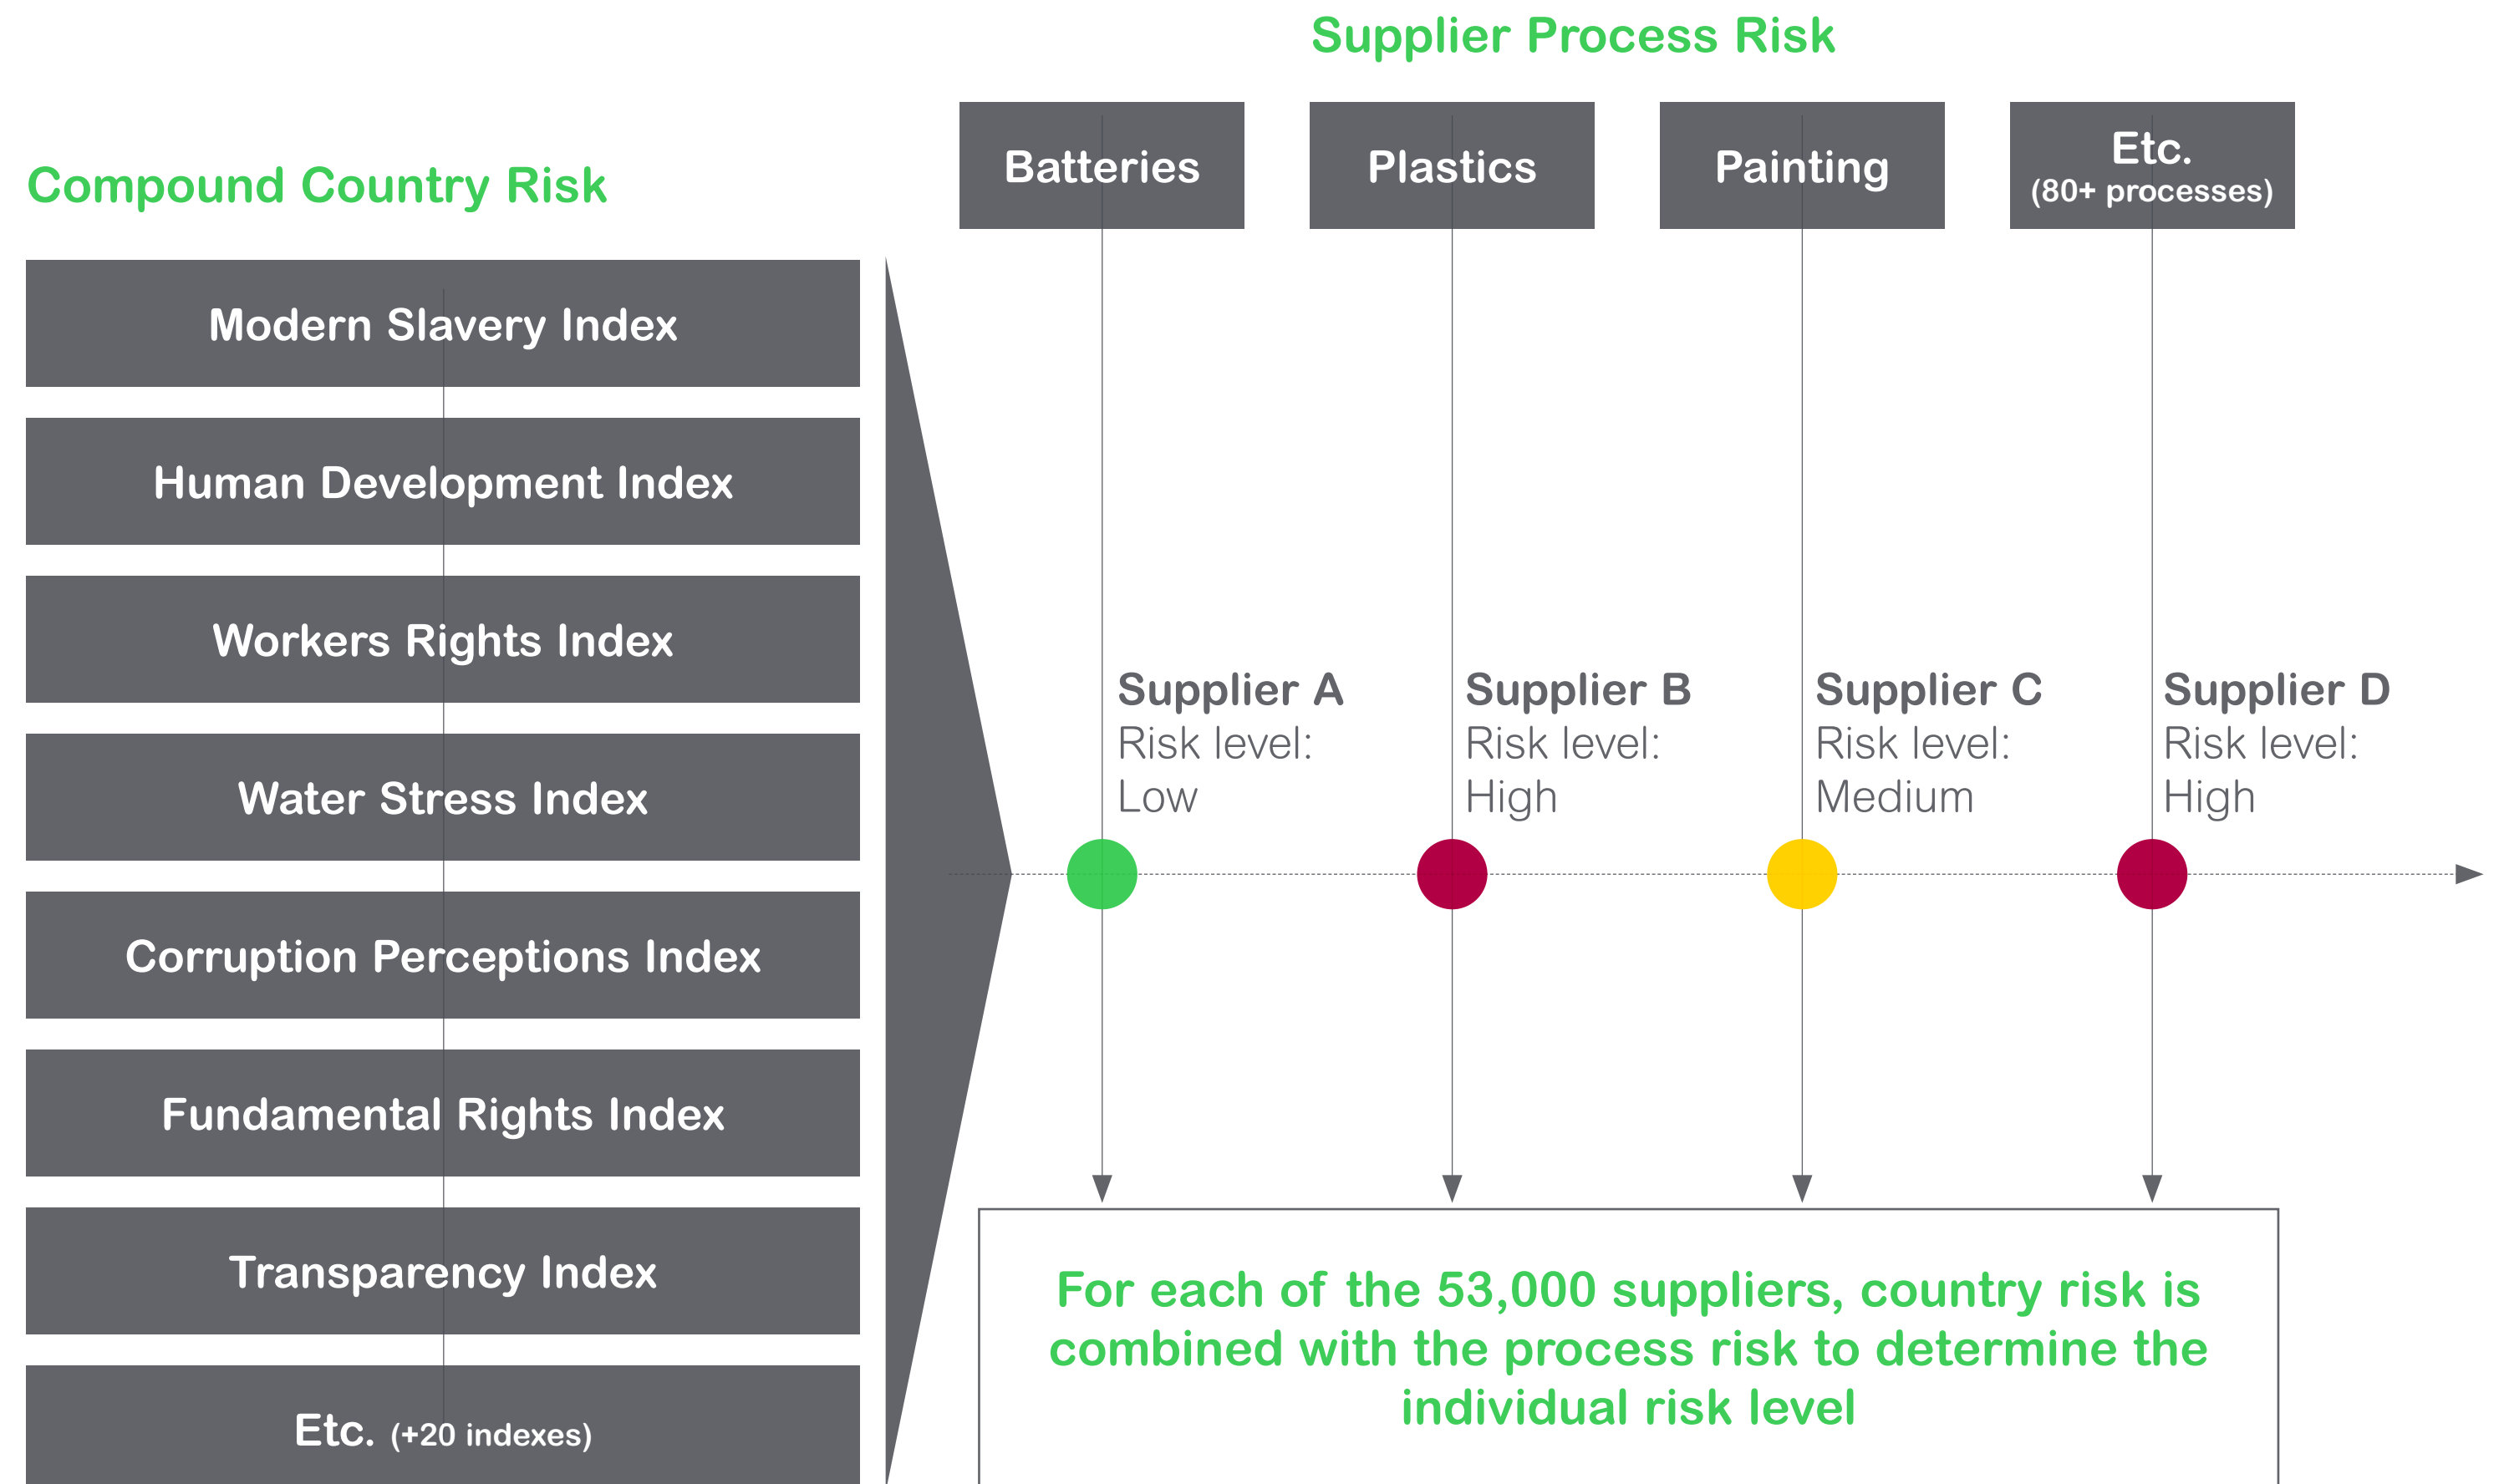 Supplier Process Risk
Batteries
Plastics
Painting
Etc.
(80+ processes)
Compound Country Risk
Modern Slavery Index
Human Development Index
Workers Rights Index
Water Stress Index
Corruption Perceptions Index
Fundamental Rights Index
Transparency Index
Etc. (+20 indexes)
Supplier A
Risk level:
Low
Supplier B
Risk level:
High
Supplier C
Risk level:
Medium
Supplier D
Risk level:
High
For each of the 53,000 suppliers, country risk is
combined with the process risk to determine the
individual risk level